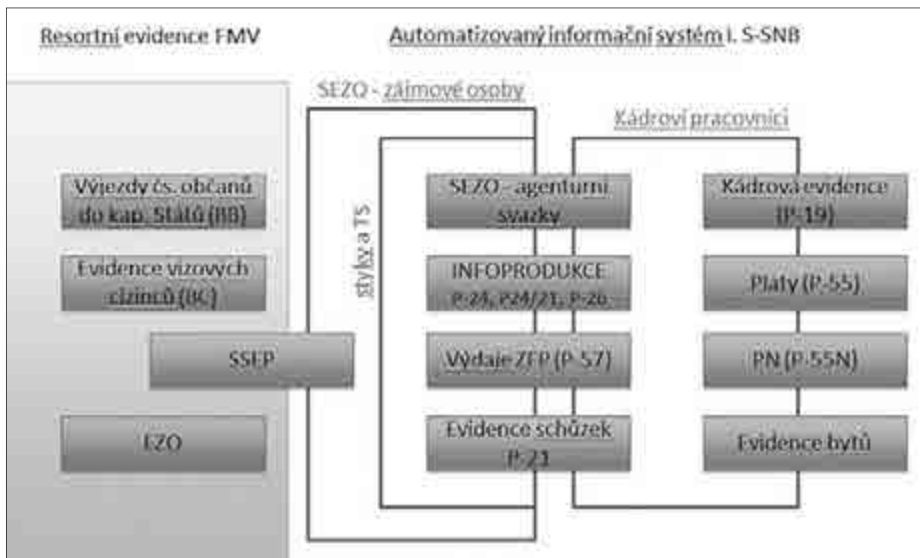 Resortní evidence FMV
Automatizovaný informační systém I. S-SNB
SEZO - zájmové osoby
Kádroví pracovníci
styky a TS
Výjezdy čs. občanů
do kap. Států (BB)
Evidence vízových
cizinců (BC)
SSEP
EZO
SEZO - agenturní
svazky
INFOPRODUKCE
P-24, P24/21, P-26
Výdaje ZFP (P-57)
Evidence schůzek
P-21
Kádrová evidence
(P-19)
Platy (P-55)
PN (P-55N)
Evidence bytů